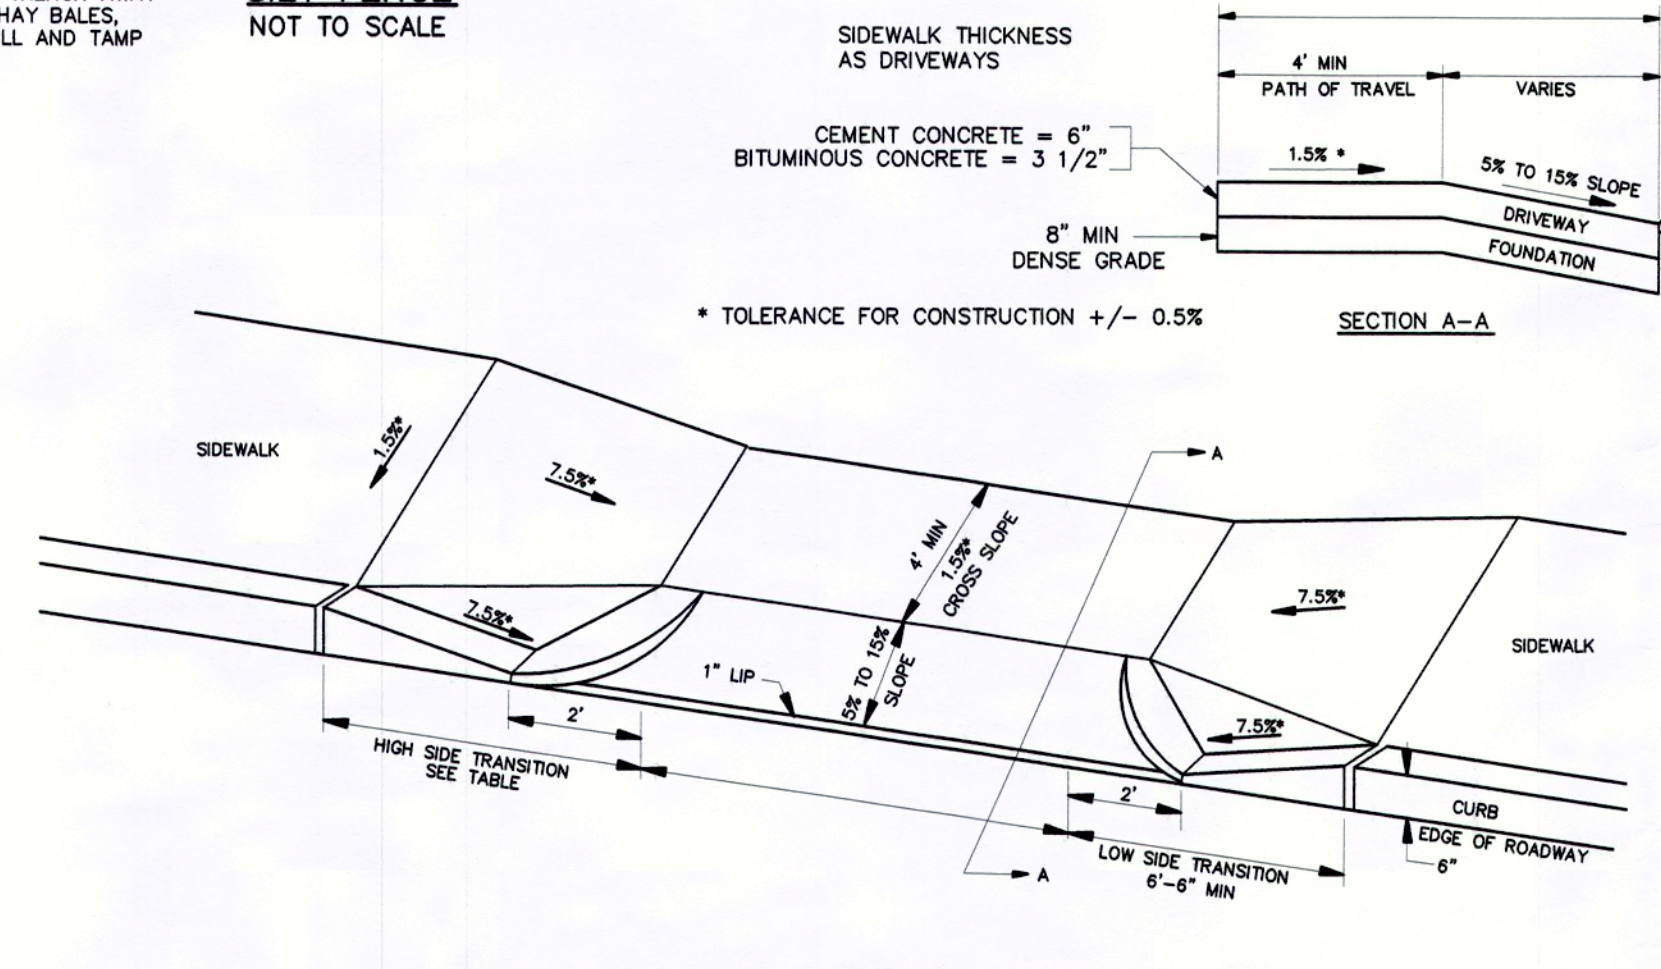 HAY BALES,
LL AND TAMP
SILT FENCE
NOT TO SCALE
SIDEWALK THICKNESS
AS DRIVEWAYS
CEMENT CONCRETE = 6"
BITUMINOUS CONCRETE = 3 1/2"
8" MIN
DENSE GRADE
4' MIN
PATH OF TRAVEL
VARIES
1.5% *
5% TO 15% SLOPE
DRIVEWAY
FOUNDATION
* TOLERANCE FOR CONSTRUCTION +/- 0.5%
SECTION A-A
SIDEWALK
1.5%*
7.5%*
7.5%*
4' MIN
1.5%*
CROSS SLOPE
A
7.5%*
SIDEWALK
1" LIP
5% TO 15%
SLOPE
7.5%*
2'
HIGH SIDE TRANSITION
SEE TABLE
2'
LOW SIDE TRANSITION
6'-6" MIN
A
CURB
EDGE OF ROADWAY
6"